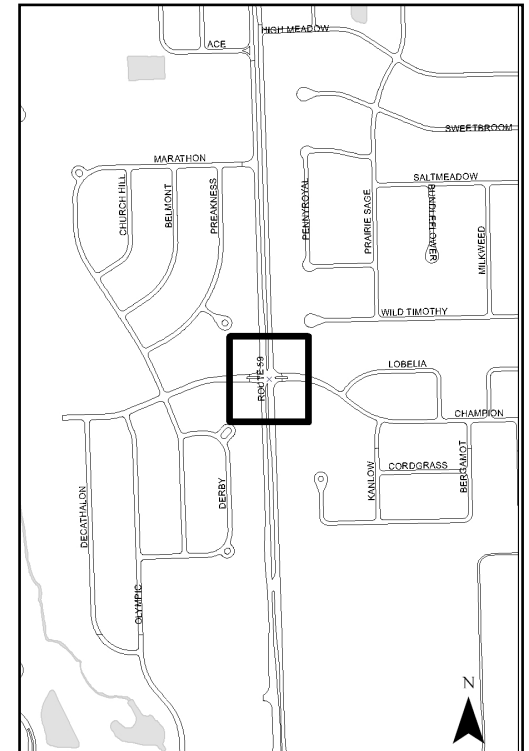 HIGH MEADOW
ACE
SWEETBROOM
MARATHON
SALTMEADOW
CHURCH HILL
BELMONT
PREAKNESS
PENNYROYAL
PRAIRIE SAGE
BUNDLEFLOWER
MILKWEED
WILD TIMOTHY
ROUTE 59
LOBELIA
CHAMPION
CORDGRASS
KANLOW
BERGAMOT
DERBY
DECATHALON
OLYMPIC
N